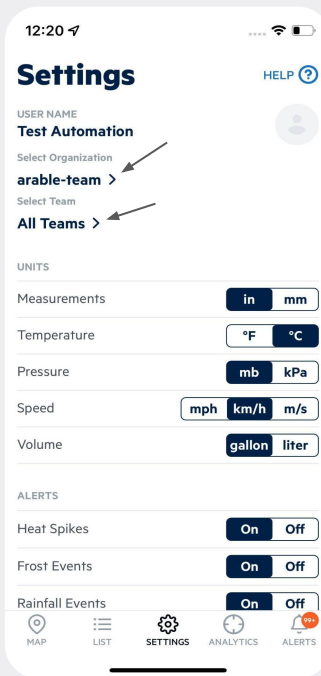 12:20
Settings
HELP ?
USER NAME
Test Automation
Select Organization
arable-team >
Select Team
All Teams >
UNITS
Measurements in mm
Temperature °F °C
Pressure mb kPa
Speed mph km/h m/s
Volume gallon liter
ALERTS
Heat Spikes On Off
Frost Events On Off
Rainfall Events On Off
99+
MAP LIST SETTINGS ANALYTICS ALERTS